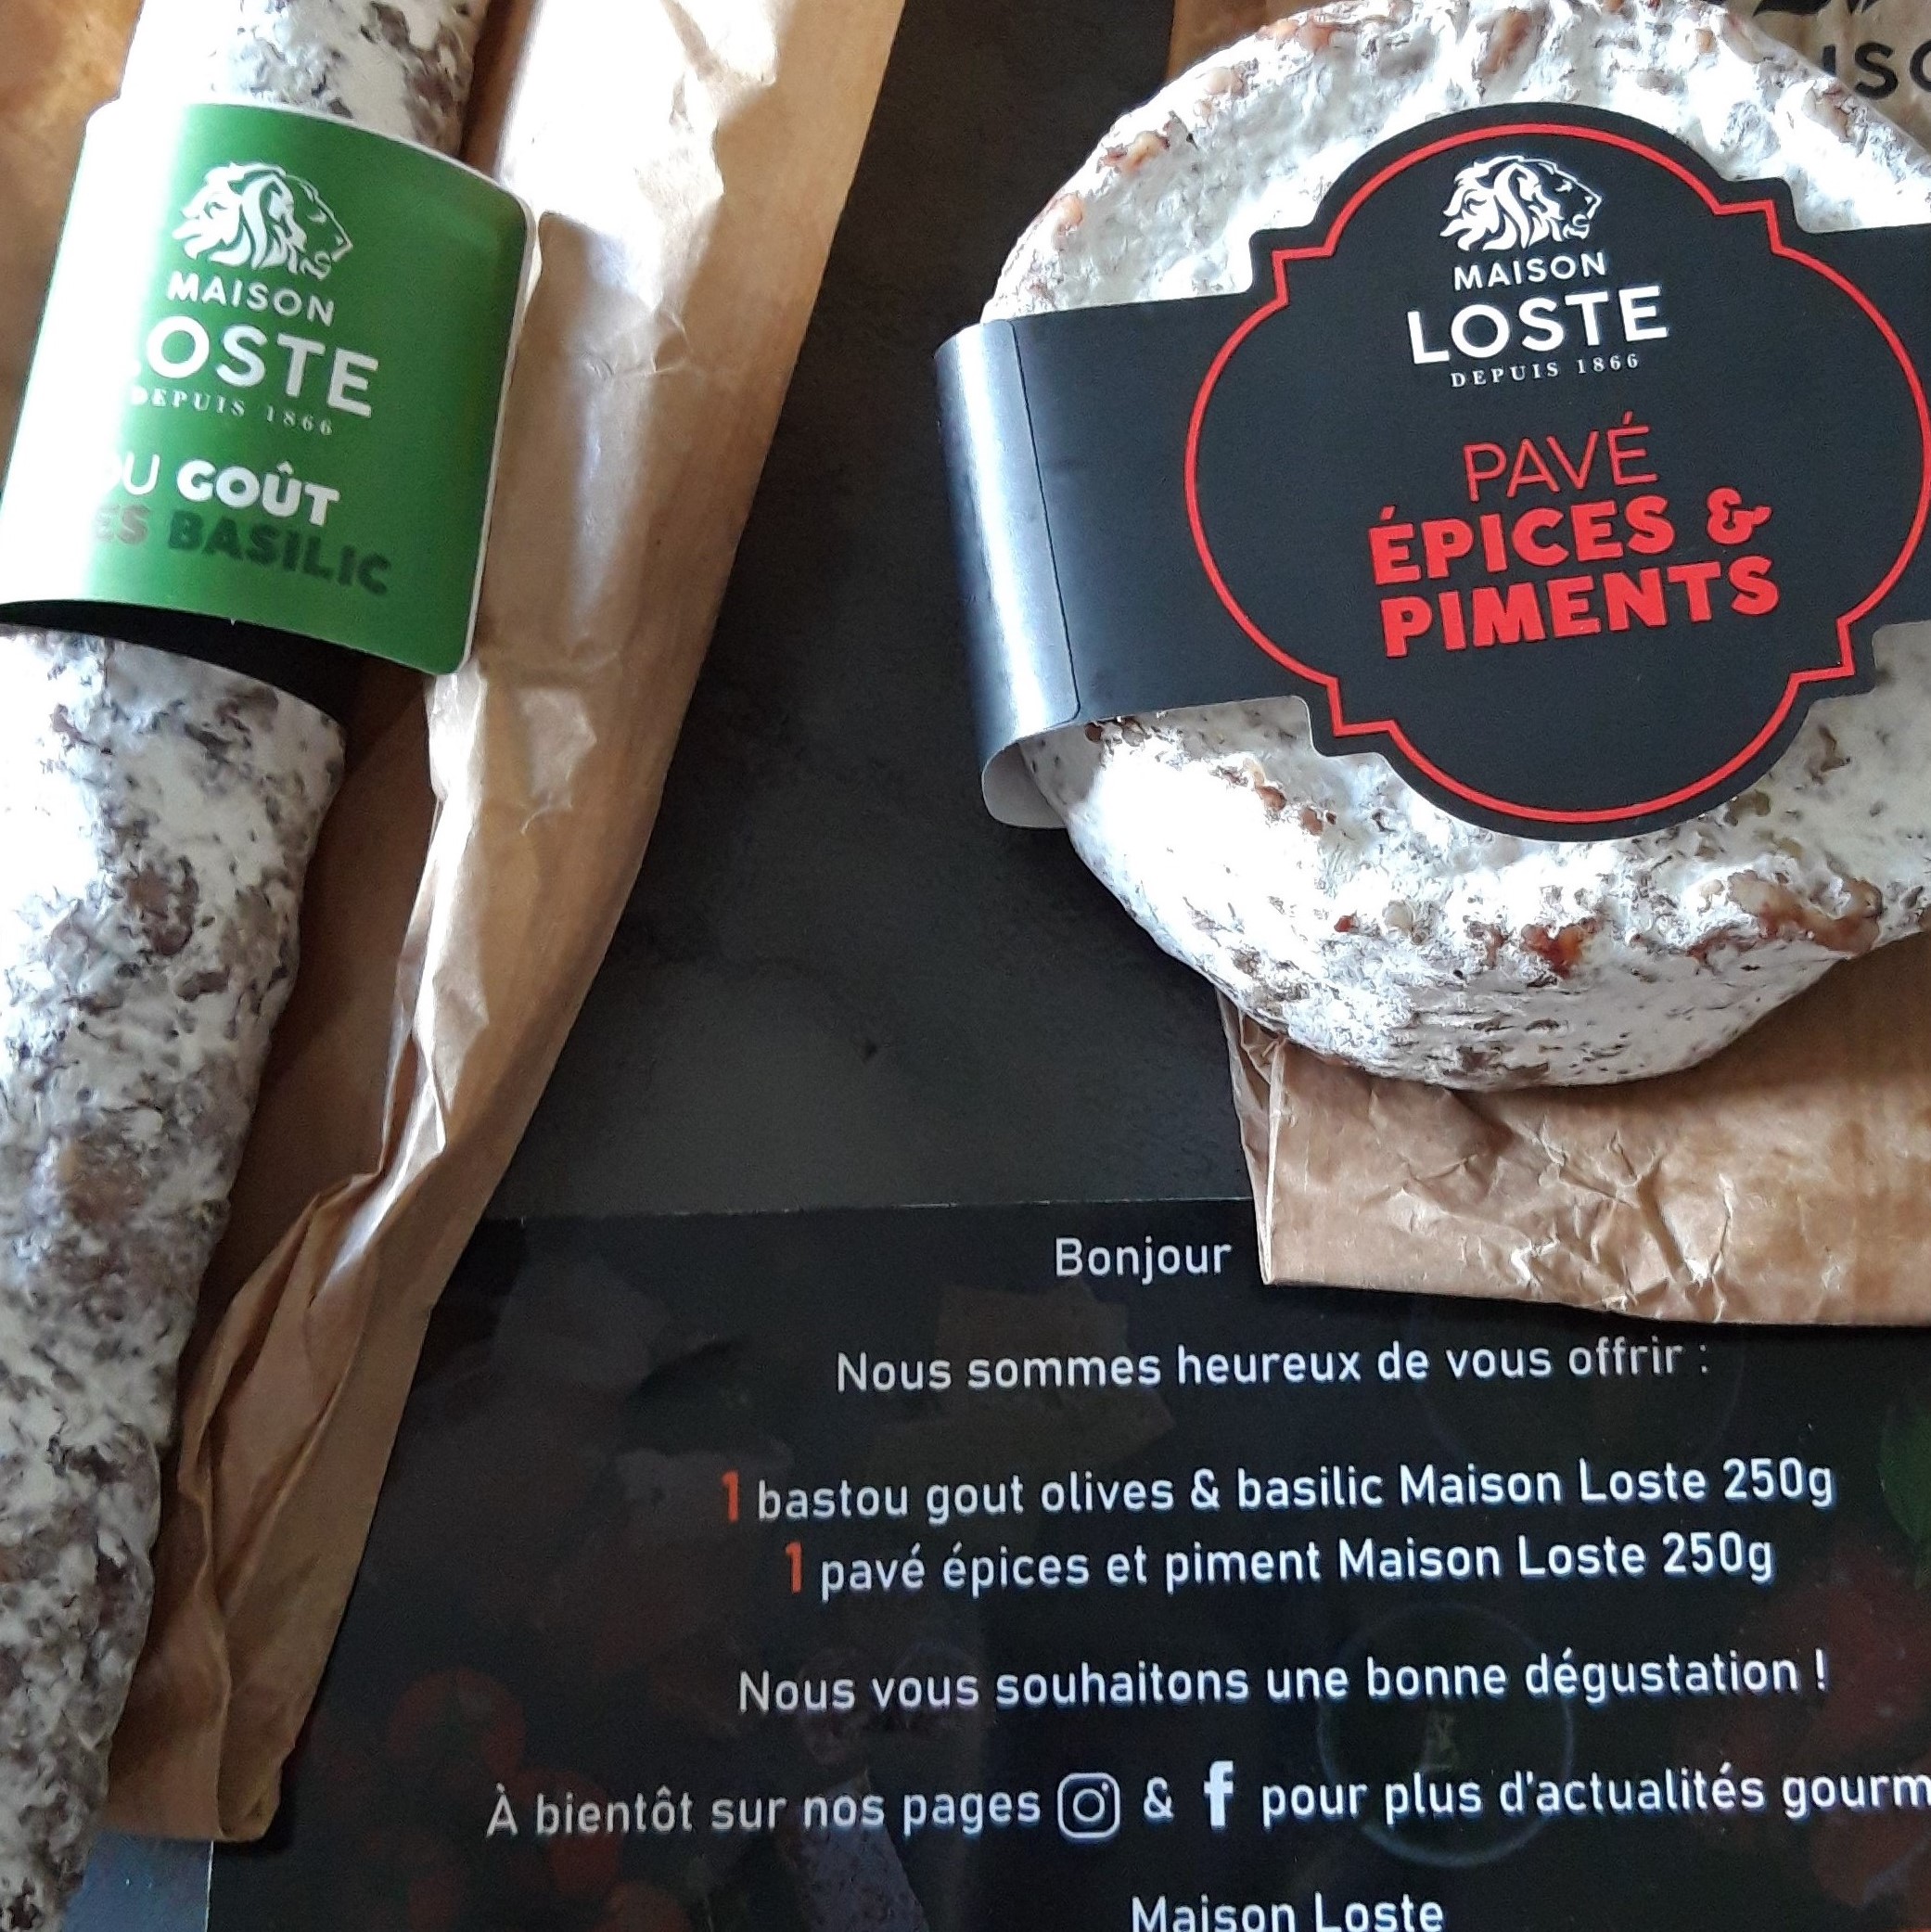 MAISON
LOSTE
DEPUIS 1866
GOÛT
BASILIC
MAISON
LOSTE
DEPUIS 1866
PAVÉ
ÉPICES &
PIMENTS
Bonjour
Nous sommes heureux de vous offrir :
1 bastou gout olives & basilic Maison Loste 250g
1 pavé épices et piment Maison Loste 250g
Nous vous souhaitons une bonne dégustation !
À bientôt sur nos pages & pour plus d'actualités gourm
Maison Loste